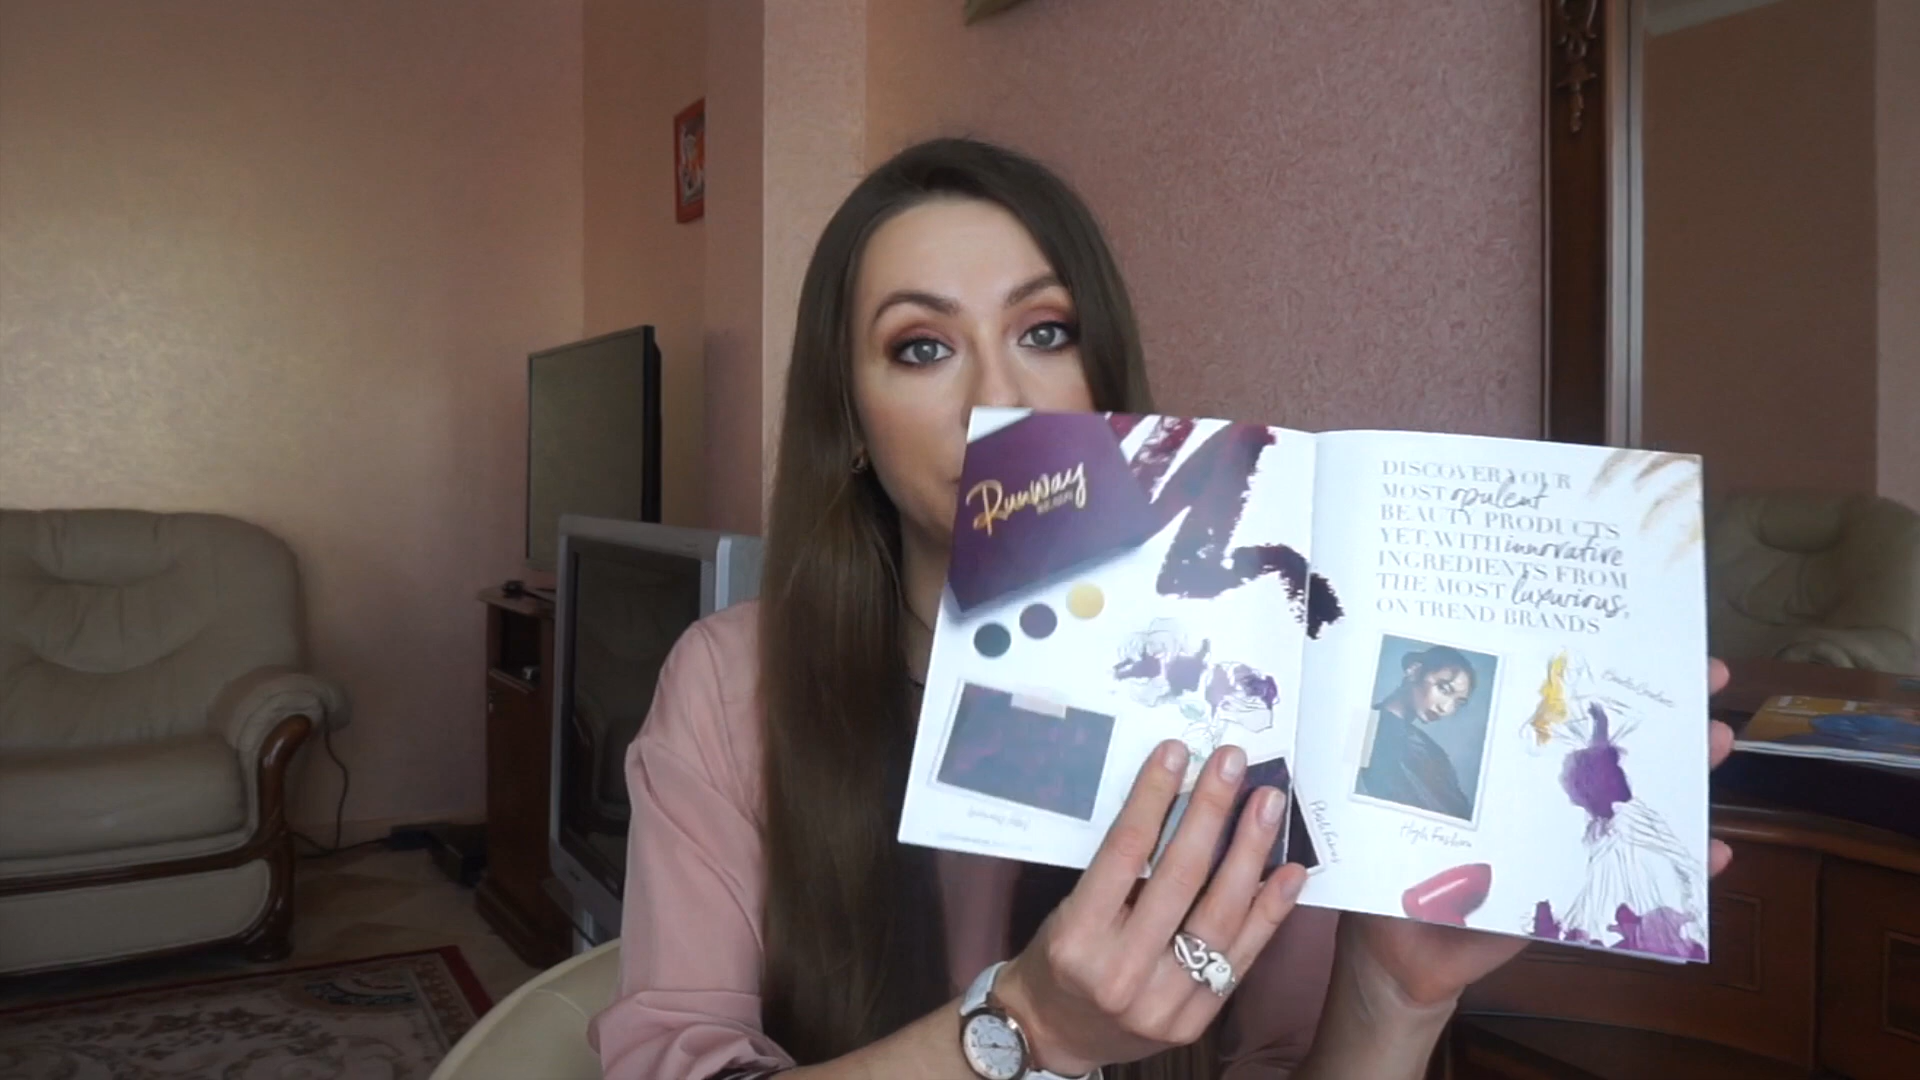 Runway
DISCOVER YOUR
MOST opulent
BEAUTY PRODUCTS
YET, WITH innovative
INGREDIENTS FROM
THE MOST luxurious,
ON TREND BRANDS
High Fashion